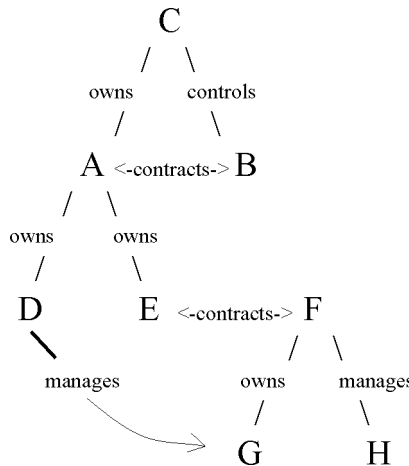 C
owns controls
A <-contracts-> B
owns owns
D E <-contracts-> F
manages owns manages
G H